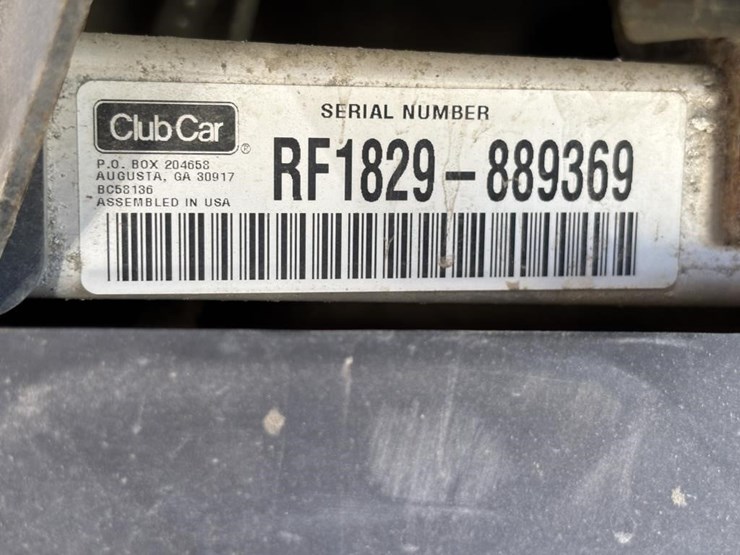 Club Car ®
SERIAL NUMBER
RF1829-889369
P.O. BOX 204658
AUGUSTA, GA 30917
BC58136
ASSEMBLED IN USA